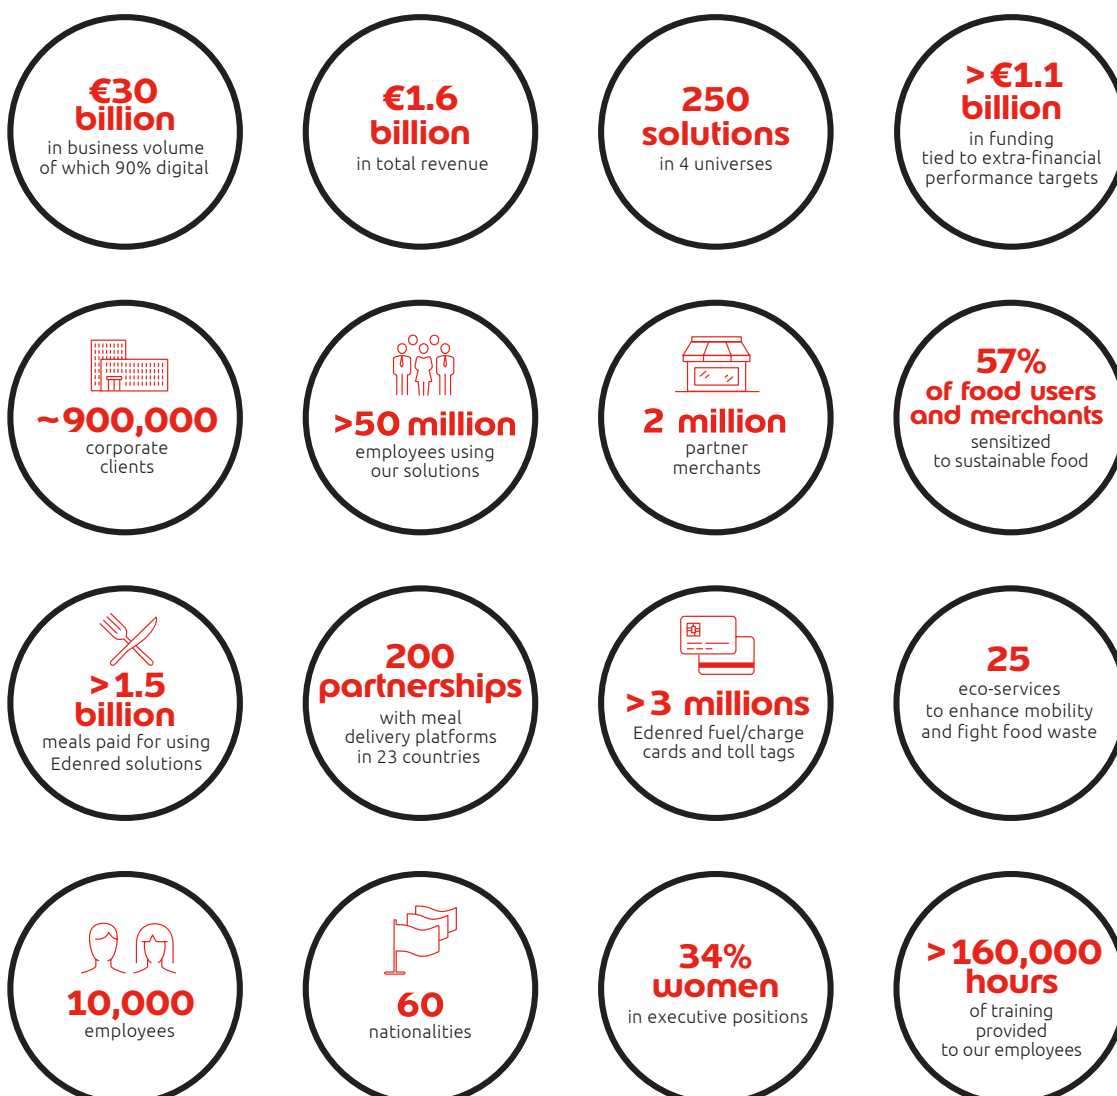 €30
billion
in business volume
of which 90% digital
€1.6
billion
in total revenue
250
solutions
in 4 universes
> €1.1
billion
in funding
tied to extra-financial
performance targets
~900,000
corporate
clients
>50 million
employees using
our solutions
2 million
partner
merchants
57%
of food users
and merchants
sensitized
to sustainable food
> 1.5
billion
meals paid for using
Edenred solutions
200
partnerships
with meal
delivery platforms
in 23 countries
> 3 millions
Edenred fuel/charge
cards and toll tags
25
eco-services
to enhance mobility
and fight food waste
10,000
employees
60
nationalities
34%
women
in executive positions
> 160,000
hours
of training
provided
to our employees